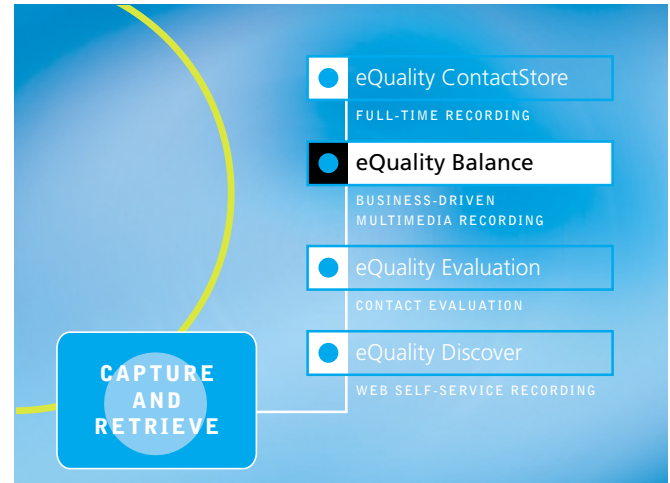 eQuality ContactStore
FULL-TIME RECORDING
eQuality Balance
BUSINESS-DRIVEN
MULTIMEDIA RECORDING
eQuality Evaluation
CONTACT EVALUATION
eQuality Discover
WEB SELF-SERVICE RECORDING
CAPTURE
AND
RETRIEVE